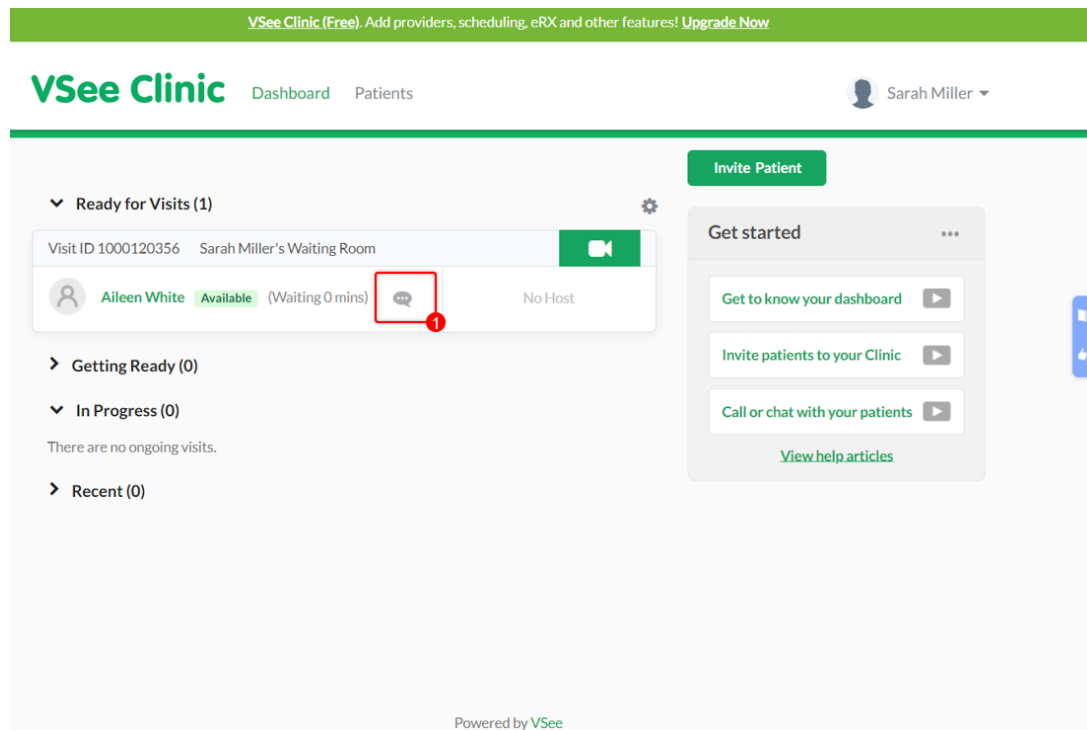 VSee Clinic (Free). Add providers, scheduling, eRX and other features! Upgrade Now
VSee Clinic Dashboard Patients Sarah Miller
Invite Patient
Ready for Visits (1)
Visit ID 1000120356 Sarah Miller's Waiting Room
Aileen White Available (Waiting 0 mins) No Host
1
Getting Ready (0)
In Progress (0)
There are no ongoing visits.
Recent (0)
Get started
Get to know your dashboard
Invite patients to your Clinic
Call or chat with your patients
View help articles
Powered by VSee